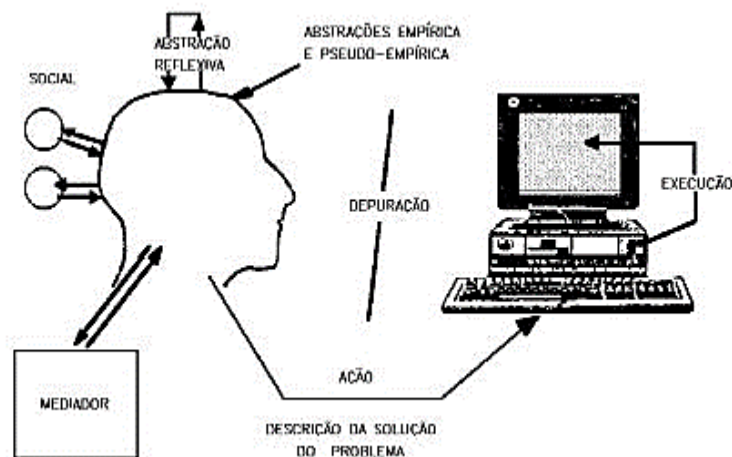 ABSTRAÇÃO
REFLEXIVA
ABSTRAÇÕES EMPÍRICA
E PSEUDO-EMPÍRICA
SOCIAL
DEPURAÇÃO
EXECUÇÃO
MEDIADOR
AÇÃO
DESCRIÇÃO DA SOLUÇÃO
DO PROBLEMA